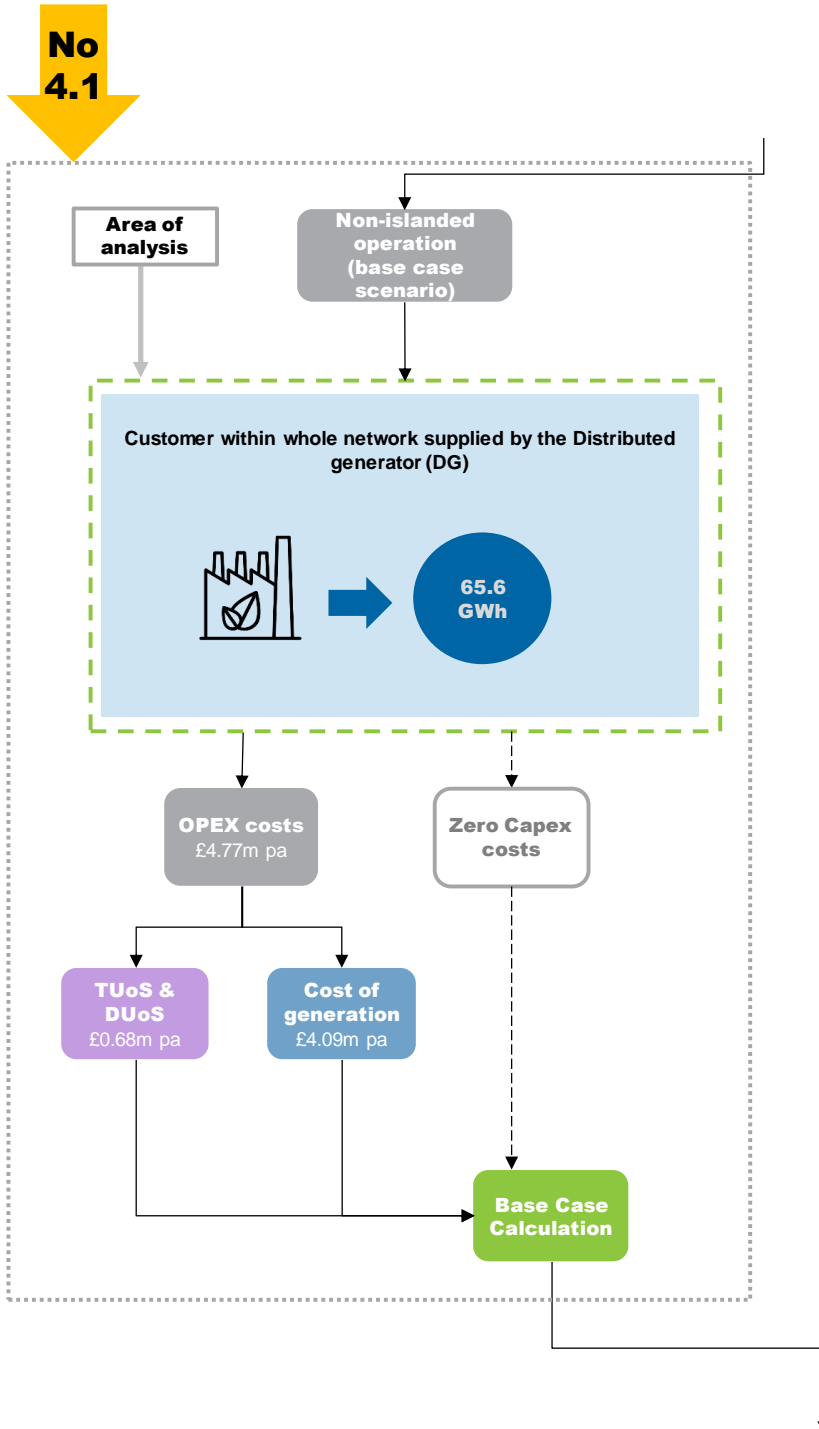 No
4.1
Area of
analysis
Non-islanded
operation
(base case
scenario)
Customer within whole network supplied by the Distributed
generator (DG)
65.6
GWh
OPEX costs
£4.77m pa
Zero Capex
costs
TUoS &
DUoS
£0.68m pa
Cost of
generation
£4.09m pa
Base Case
Calculation